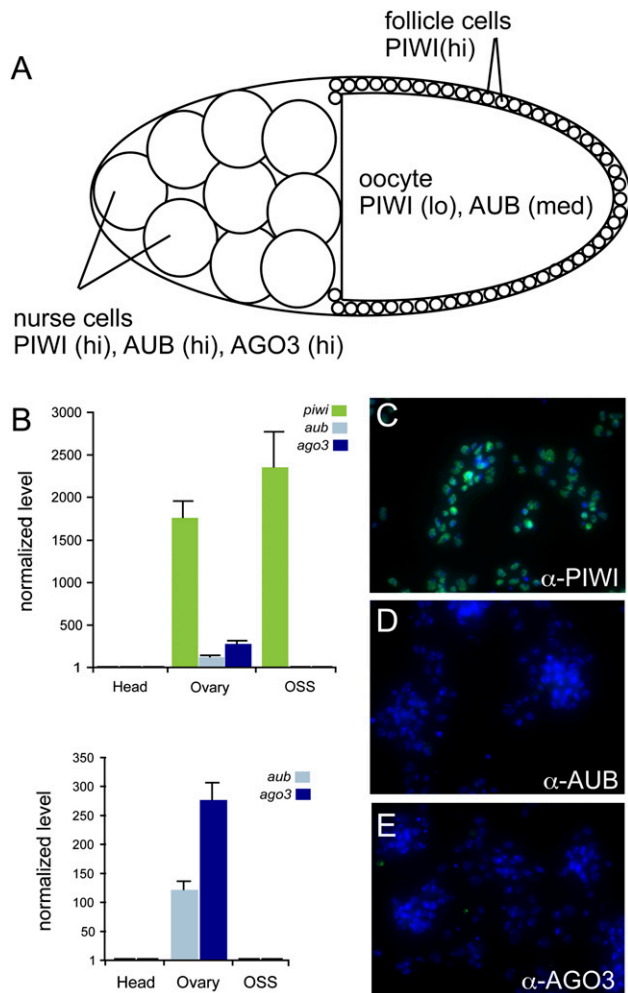 A
follicle cells
PIWI(hi)
oocyte
PIWI (lo), AUB (med)
nurse cells
PIWI (hi), AUB (hi), AGO3 (hi)
B
piwi
aub
ago3
normalized level
3000
2500
2000
1500
1000
500
1
Head Ovary OSS
aub
ago3
normalized level
350
300
250
200
150
100
50
1
Head Ovary OSS
C
α-PIWI
D
α-AUB
E
α-AGO3